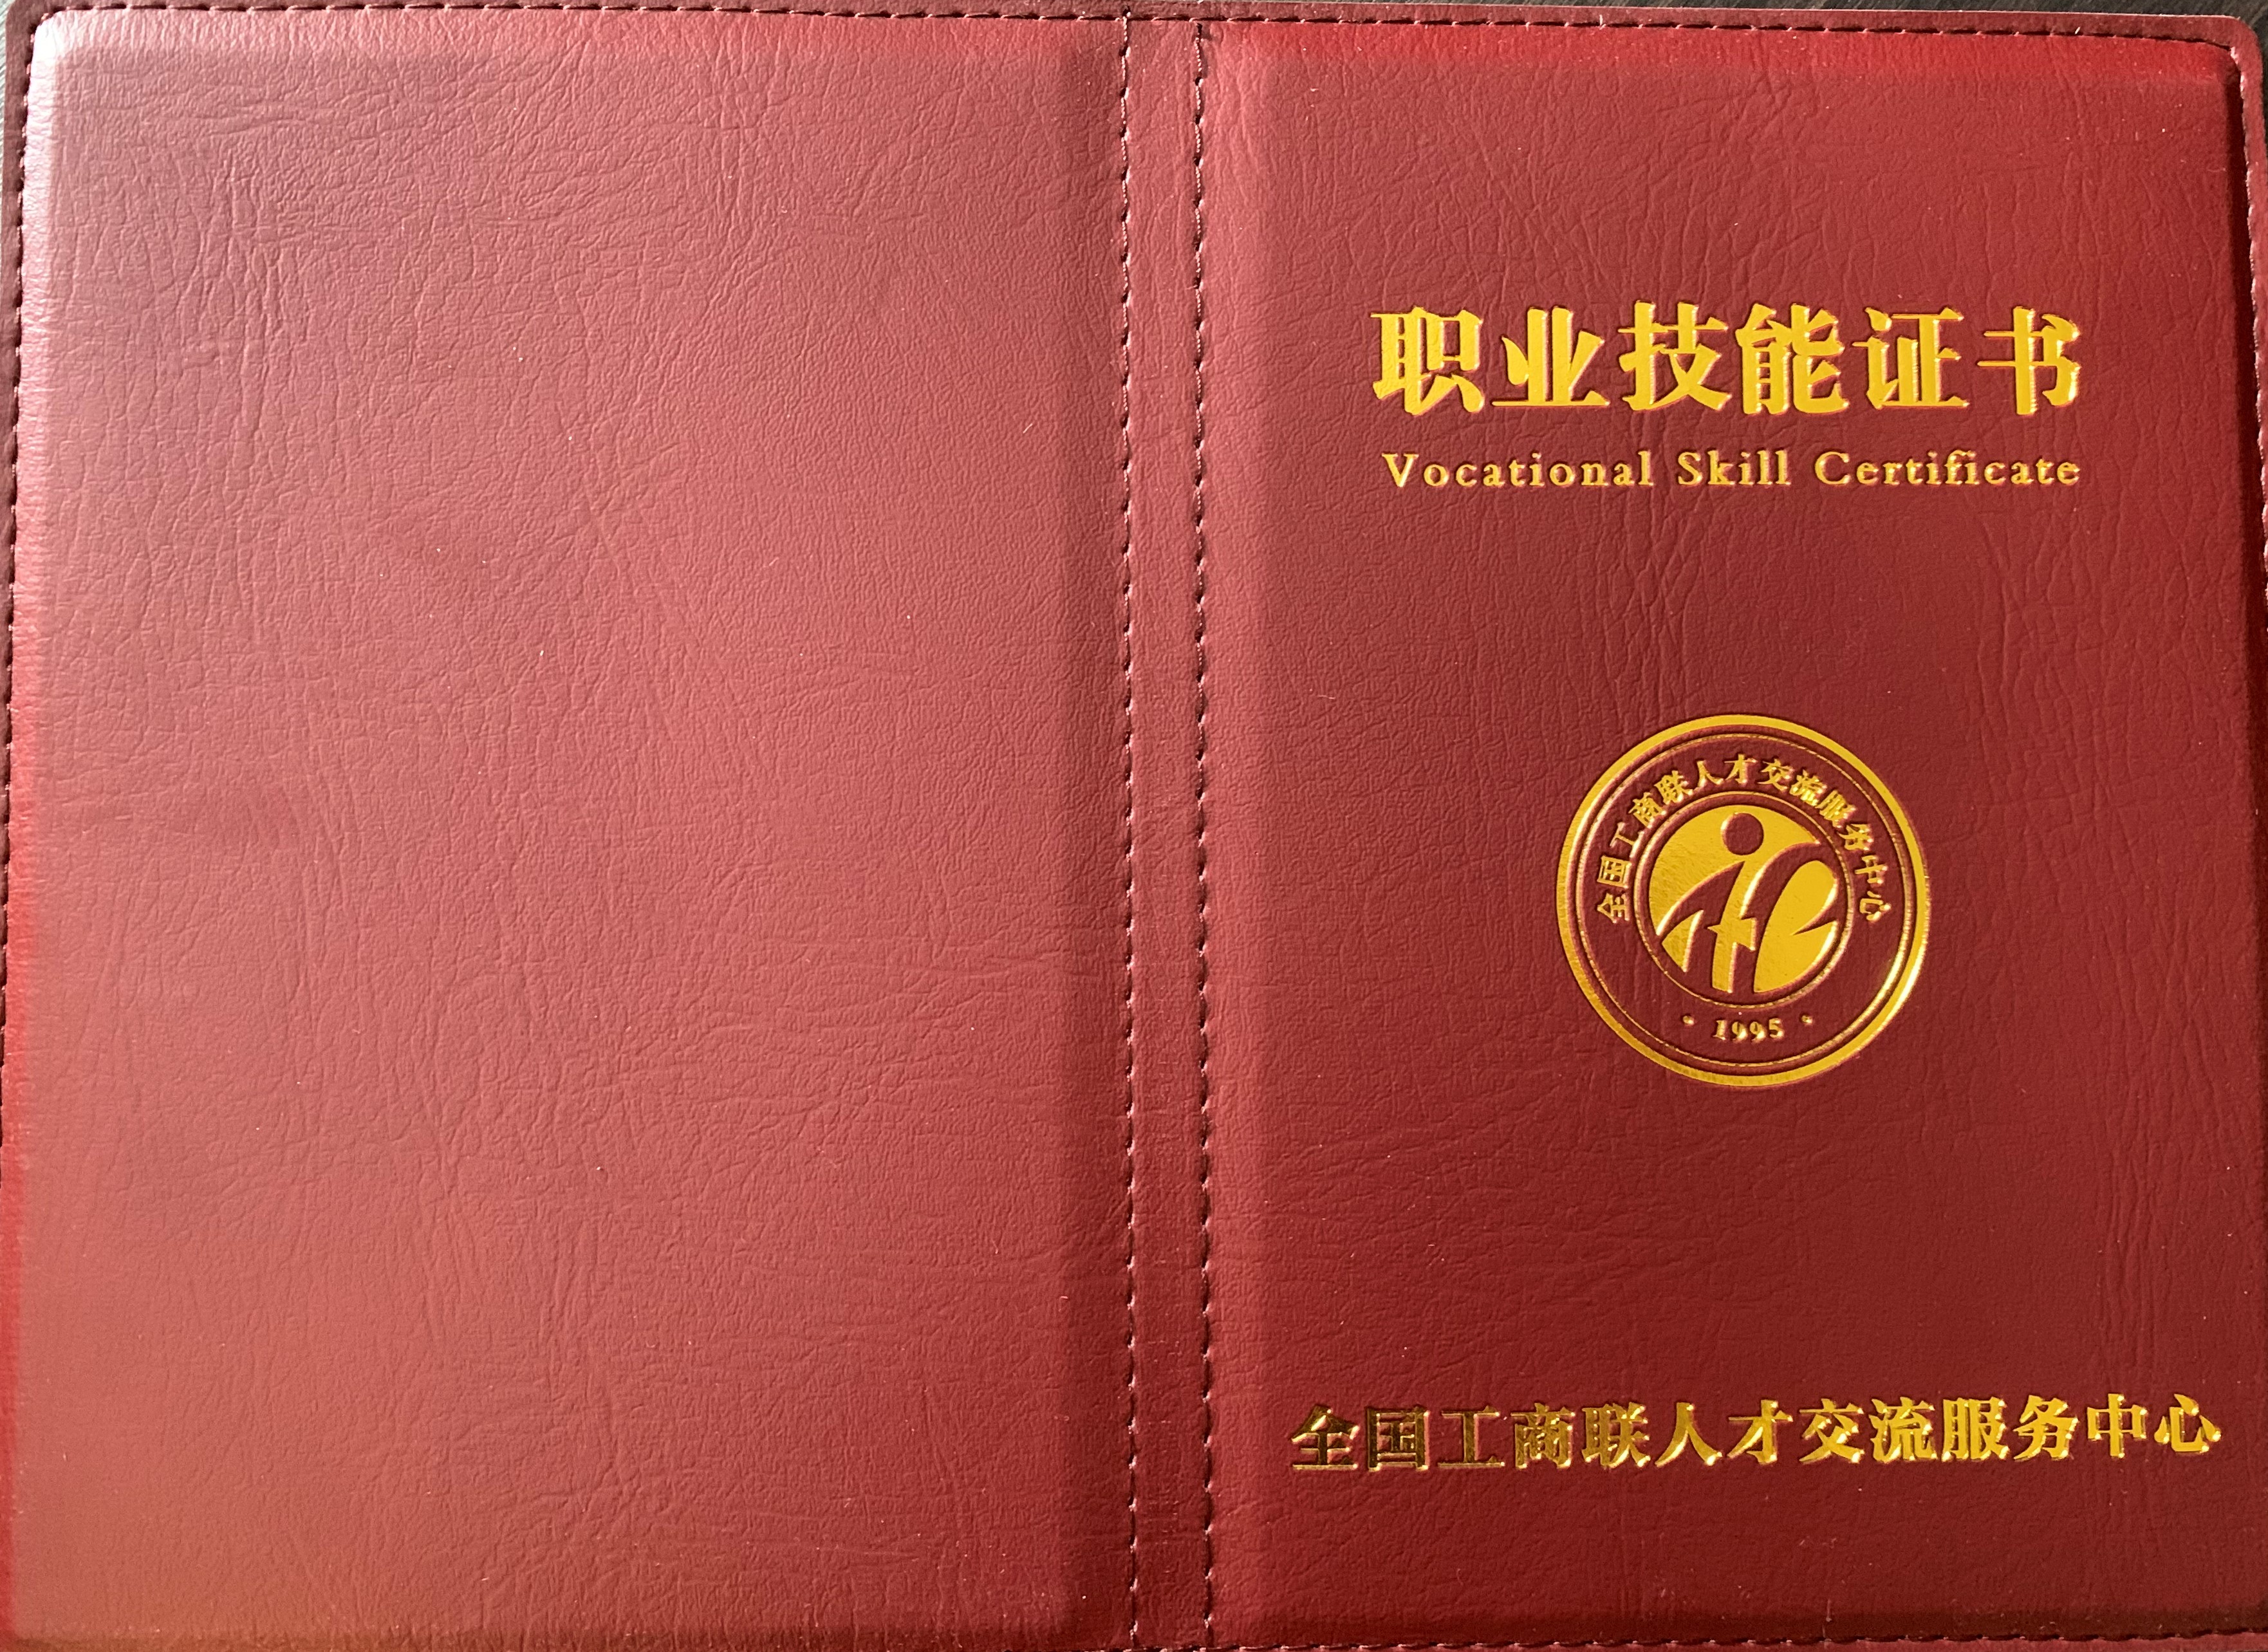 职业技能证书
Vocational Skill Certificate
全国工商联人才交流服务中心
· 1995 ·
全国工商联人才交流服务中心